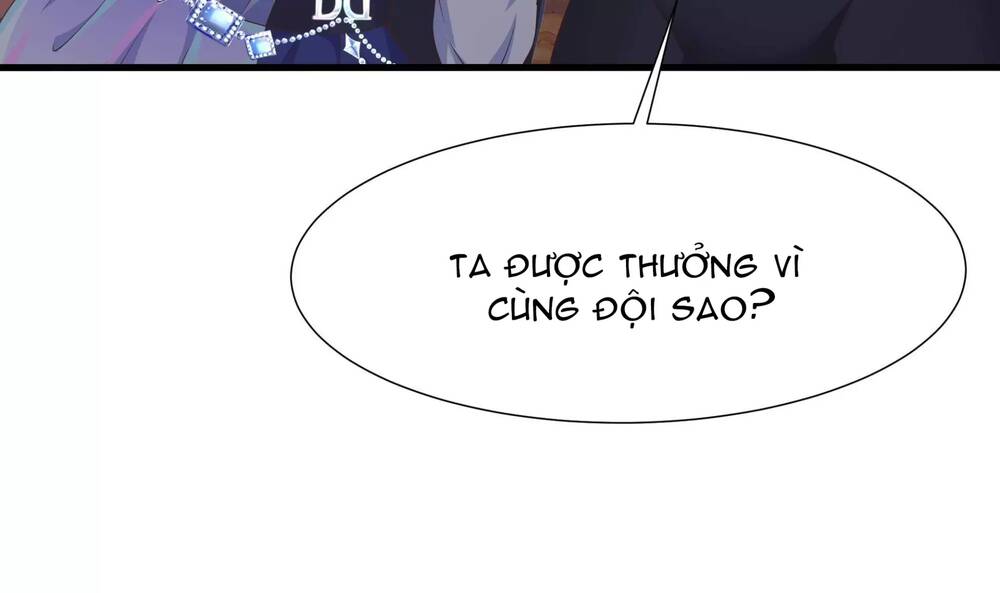 TA ĐƯỢC THƯỞNG VÌ
CÙNG ĐỘI SAO?